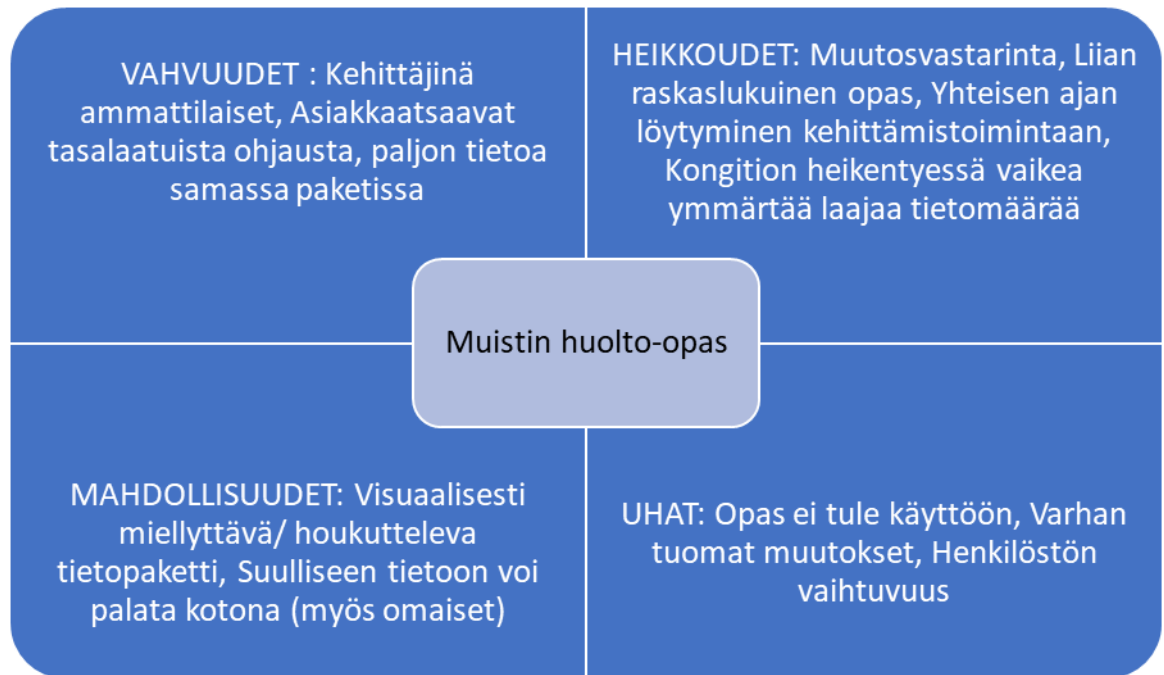 VAHVUUDET : Kehittäjinä
ammattilaiset, Asiakkaatsaavat
tasalaatuista ohjausta, paljon tietoa
samassa paketissa
HEIKKOUDET: Muutosvastarinta, Liian
raskaslukuinen opas, Yhteisen ajan
löytyminen kehittämistoimintaan,
Kongition heikentyessä vaikea
ymmärtää laajaa tietomäärää
Muistin huolto-opas
MAHDOLLISUUDET: Visuaalisesti
miellyttävä/ houkutteleva
tietopaketti, Suulliseen tietoon voi
palata kotona (myös omaiset)
UHAT: Opas ei tule käyttöön, Varhan
tuomat muutokset, Henkilöstön
vaihtuvuus